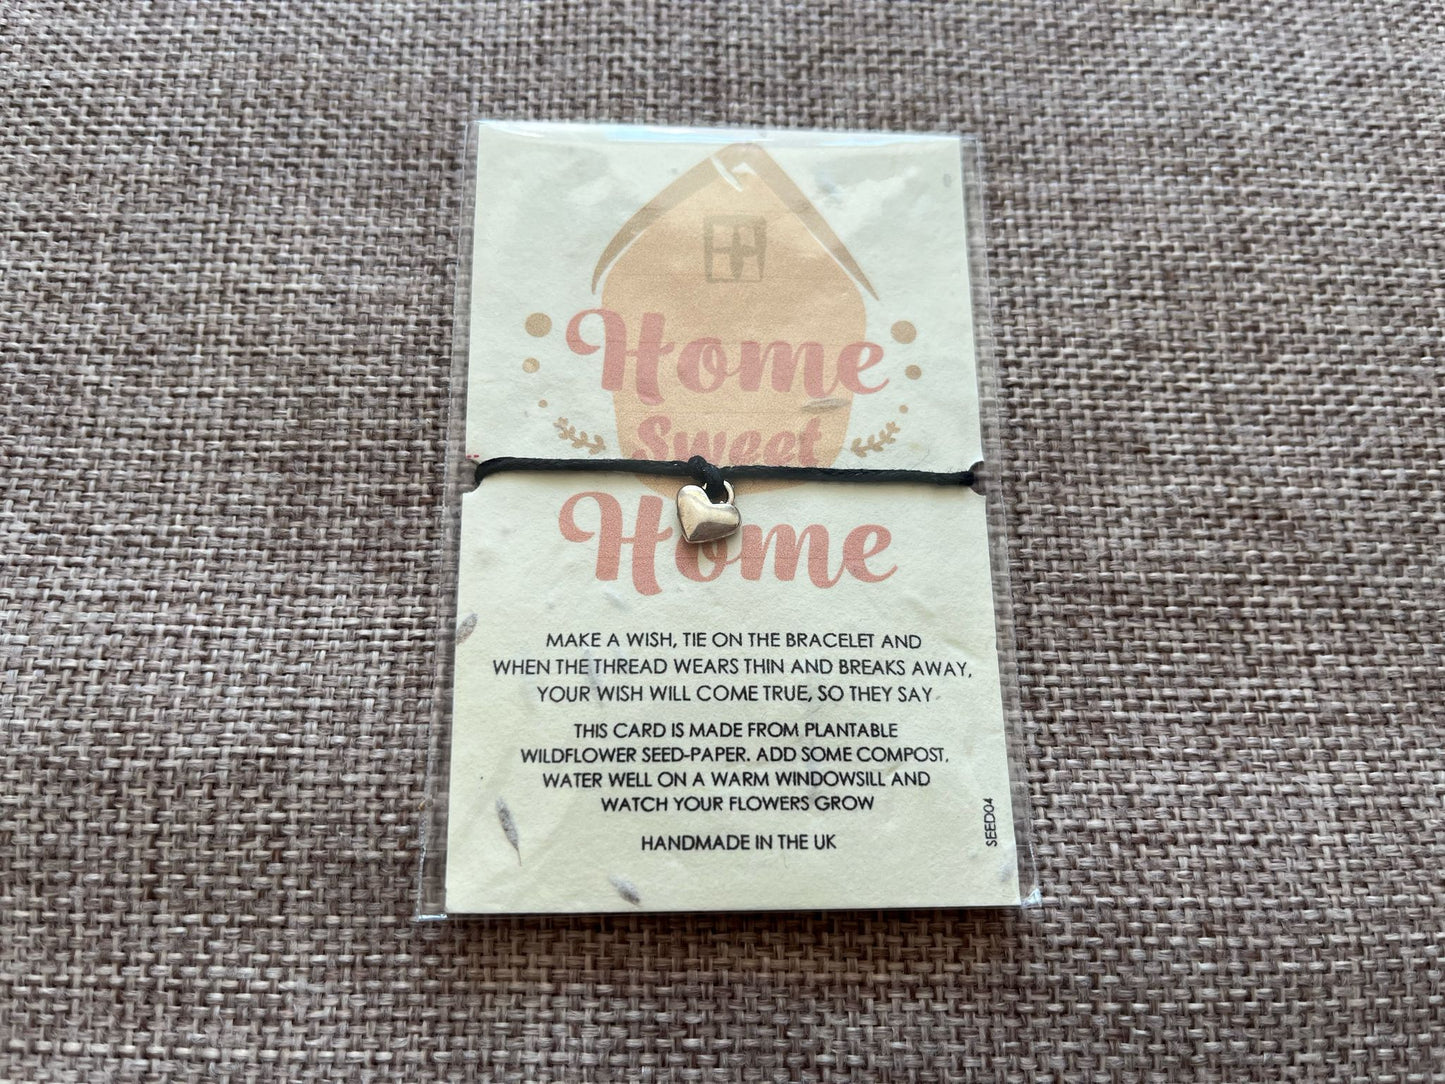 Home
Sweet
Home
MAKE A WISH, TIE ON THE BRACELET AND
WHEN THE THREAD WEARS THIN AND BREAKS AWAY,
YOUR WISH WILL COME TRUE, SO THEY SAY
THIS CARD IS MADE FROM PLANTABLE
WILDFLOWER SEED-PAPER. ADD SOME COMPOST,
WATER WELL ON A WARM WINDOWSILL AND
WATCH YOUR FLOWERS GROW
HANDMADE IN THE UK
SEED04